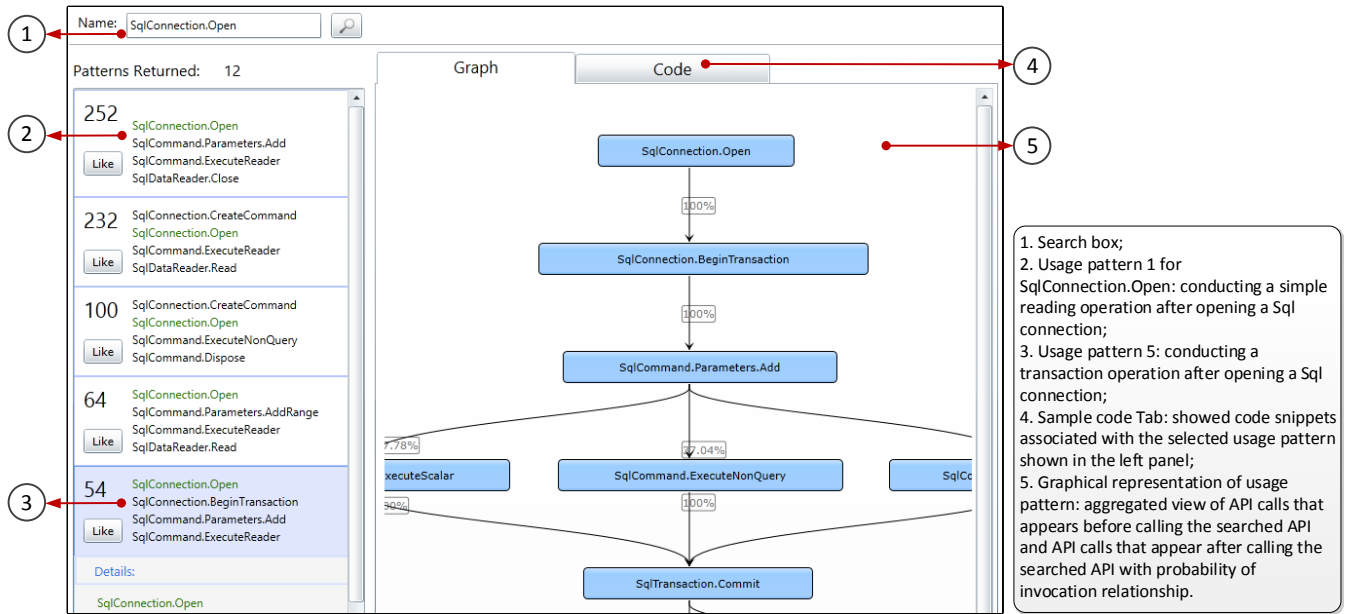 Name: SqlConnection.Open
1
Patterns Returned: 12
Graph
Code
4
252
SqlConnection.Open
SqlCommand.Parameters.Add
SqlCommand.ExecuteReader
SqlDataReader.Close
Like
2
232
SqlConnection.CreateCommand
SqlConnection.Open
SqlCommand.ExecuteReader
SqlDataReader.Read
Like
100
SqlConnection.CreateCommand
SqlConnection.Open
SqlCommand.ExecuteNonQuery
SqlCommand.Dispose
Like
64
SqlConnection.Open
SqlCommand.Parameters.AddRange
SqlCommand.ExecuteReader
SqlDataReader.Read
Like
54
SqlConnection.Open
SqlConnection.BeginTransaction
SqlCommand.Parameters.Add
SqlCommand.ExecuteReader
Like
3
Details:
SqlConnection.Open
SqlConnection.Open
5
100%
SqlConnection.BeginTransaction
100%
SqlCommand.Parameters.Add
7.78%
37.04%
xecuteScalar
SqlCommand.ExecuteNonQuery
SqlCo
100%
SqlTransaction.Commit
1. Search box;
2. Usage pattern 1 for
SqlConnection.Open: conducting a simple
reading operation after opening a Sql
connection;
3. Usage pattern 5: conducting a
transaction operation after opening a Sql
connection;
4. Sample code Tab: showed code snippets
associated with the selected usage pattern
shown in the left panel;
5. Graphical representation of usage
pattern: aggregated view of API calls that
appears before calling the searched API
and API calls that appear after calling the
searched API with probability of
invocation relationship.